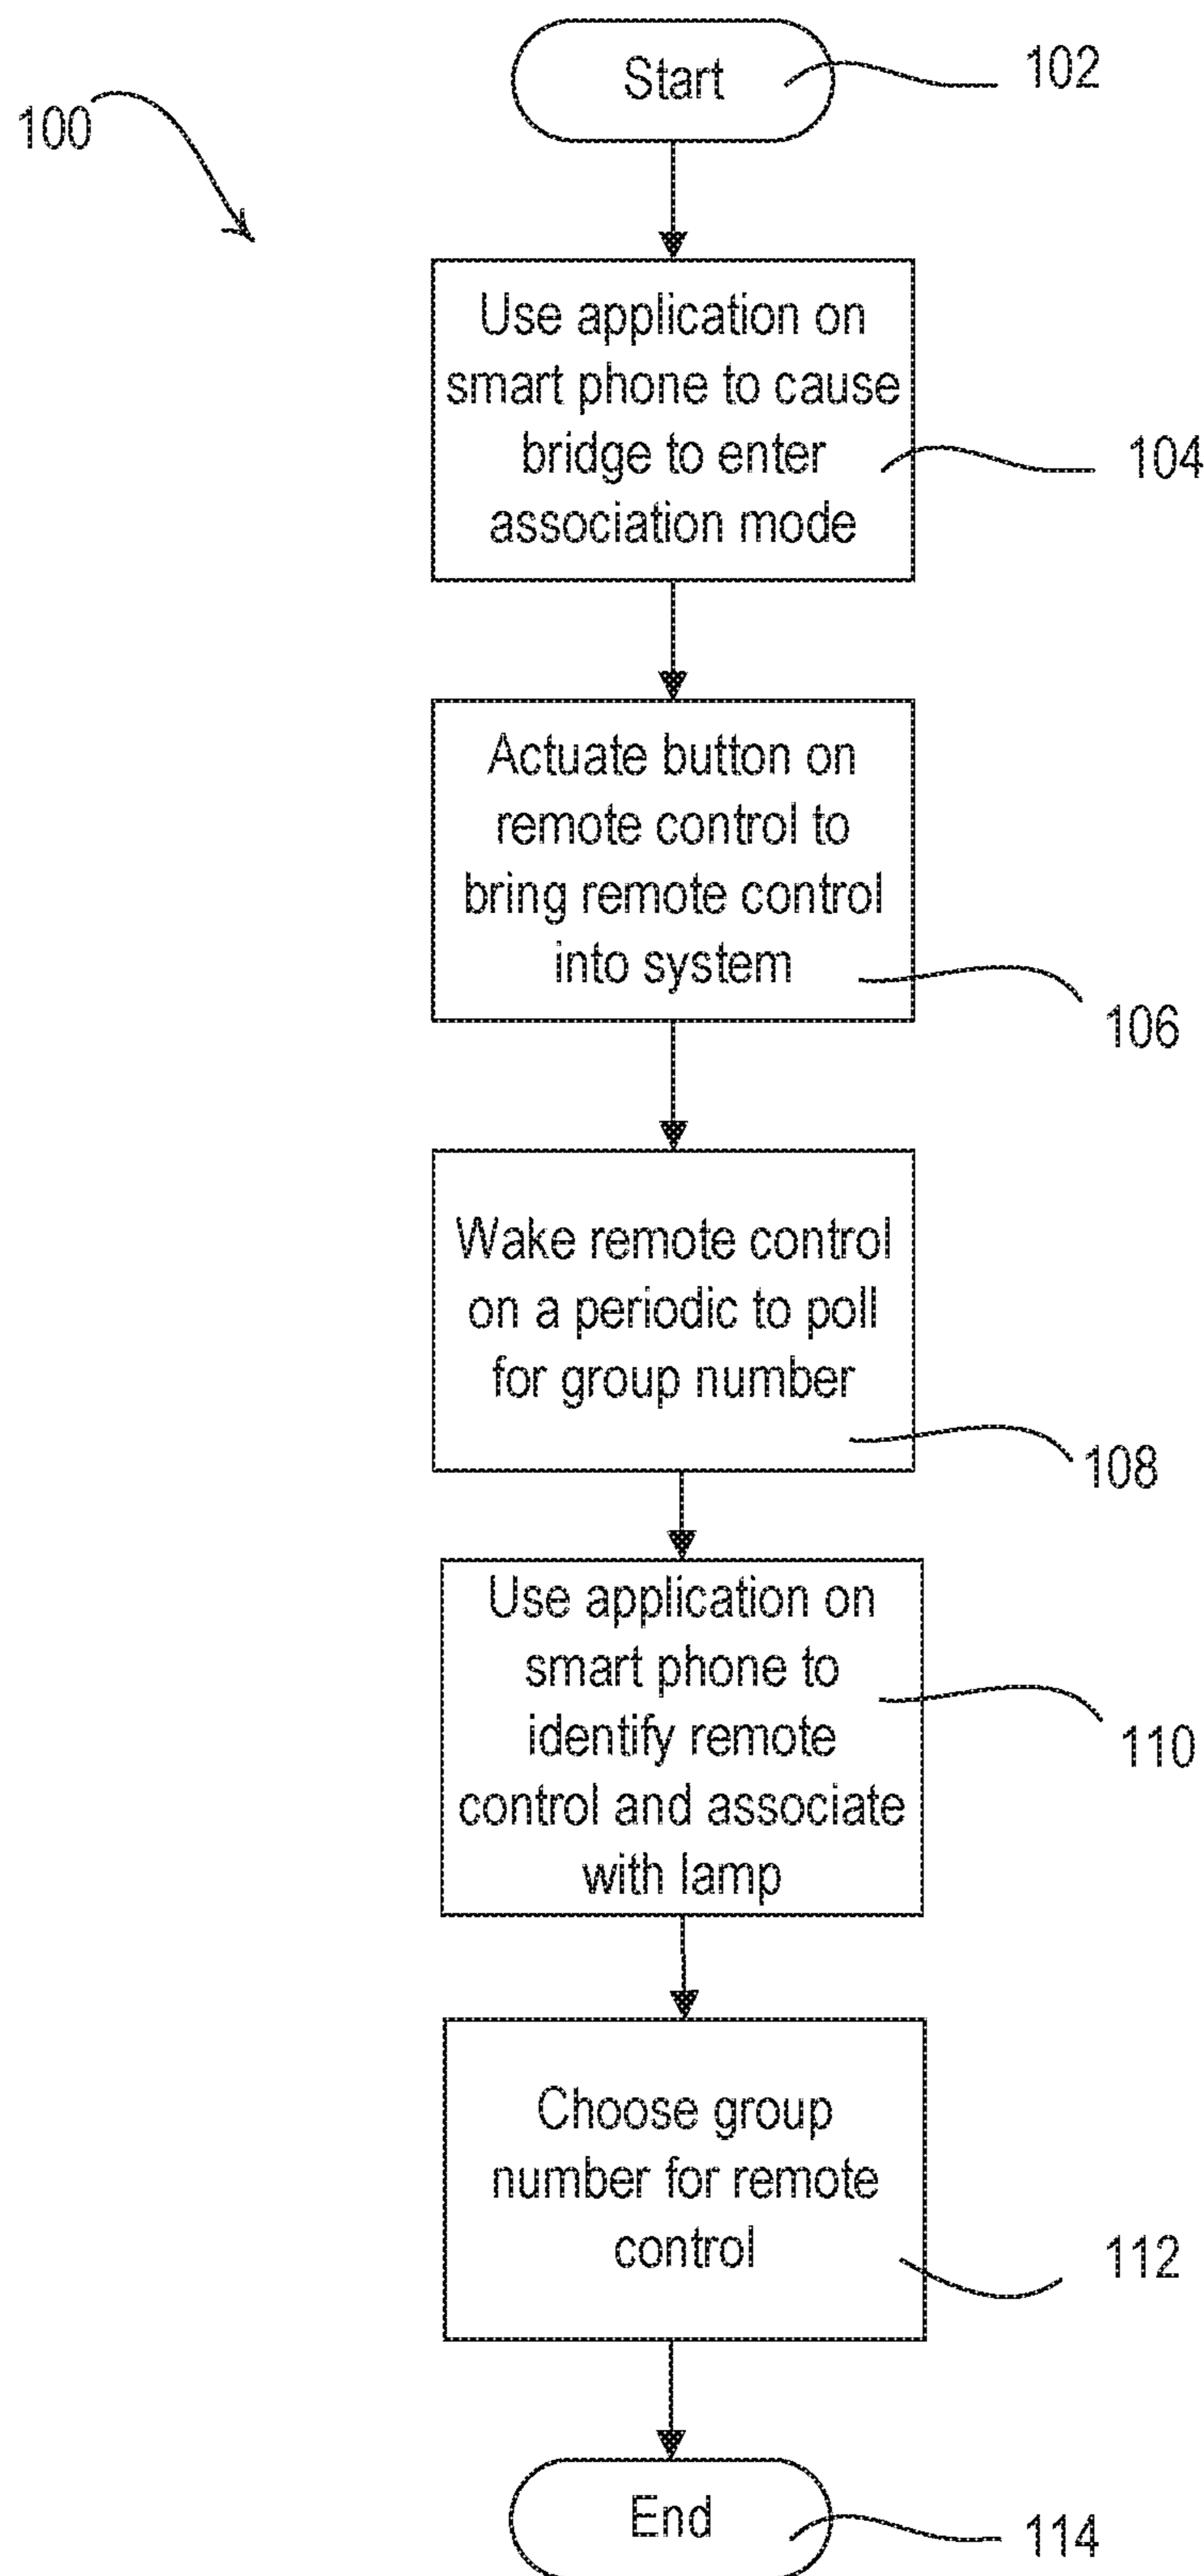 100
Start
102
Use application on
smart phone to cause
bridge to enter
association mode
104
Actuate button on
remote control to
bring remote control
into system
106
Wake remote control
on a periodic to poll
for group number
108
Use application on
smart phone to
identify remote
control and associate
with lamp
110
Choose group
number for remote
control
112
End
114